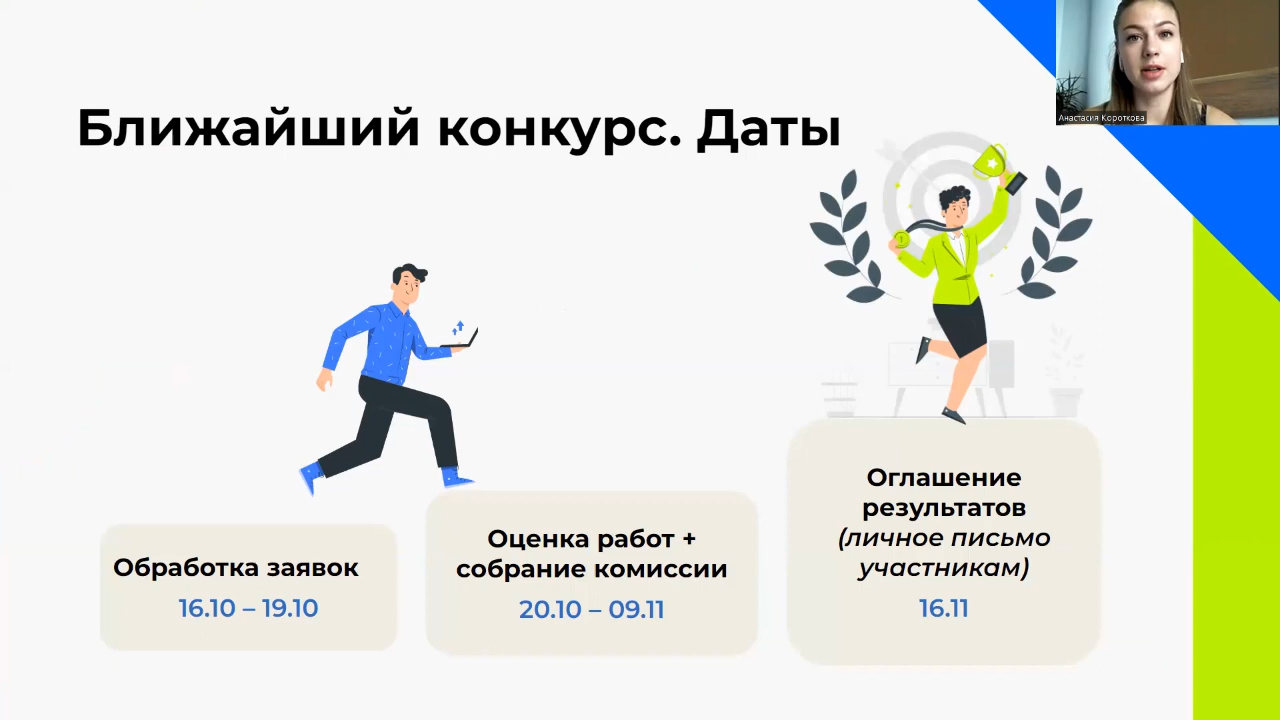 Анастасия Короткова
Ближайший конкурс. Даты
Обработка заявок
16.10 – 19.10
Оценка работ +
собрание комиссии
20.10 – 09.11
Оглашение
результатов
(личное письмо
участникам)
16.11